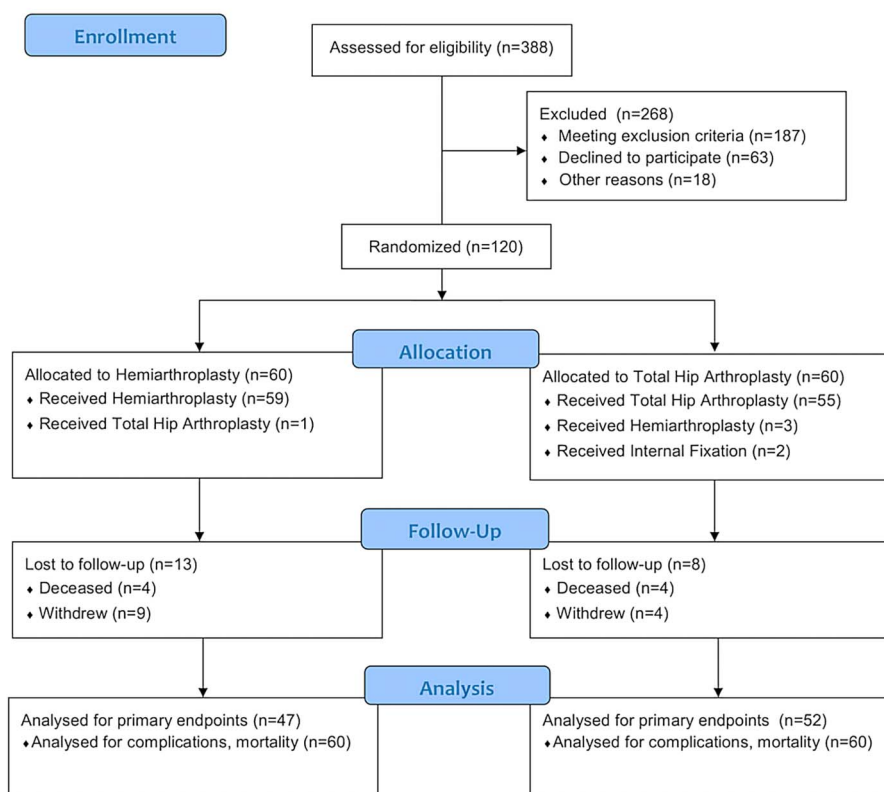 Enrollment
Assessed for eligibility (n=388)
Excluded (n=268)
♦ Meeting exclusion criteria (n=187)
♦ Declined to participate (n=63)
♦ Other reasons (n=18)
Randomized (n=120)
Allocation
Allocated to Hemiarthroplasty (n=60)
♦ Received Hemiarthroplasty (n=59)
♦ Received Total Hip Arthroplasty (n=1)
Allocated to Total Hip Arthroplasty (n=60)
♦ Received Total Hip Arthroplasty (n=55)
♦ Received Hemiarthroplasty (n=3)
♦ Received Internal Fixation (n=2)
Follow-Up
Lost to follow-up (n=13)
♦ Deceased (n=4)
♦ Withdrew (n=9)
Lost to follow-up (n=8)
♦ Deceased (n=4)
♦ Withdrew (n=4)
Analysis
Analysed for primary endpoints (n=47)
♦Analysed for complications, mortality (n=60)
Analysed for primary endpoints (n=52)
♦Analysed for complications, mortality (n=60)